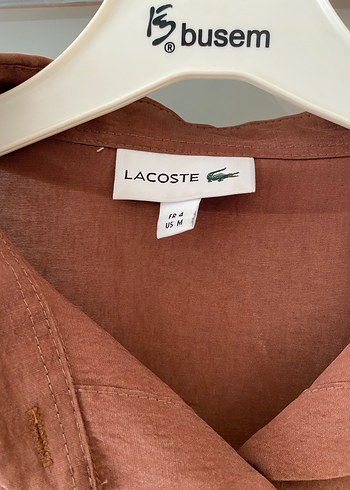 busem
®
LACOSTE
FR 4
US M